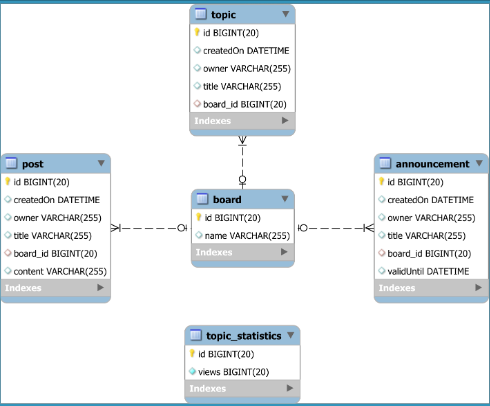 topic
id BIGINT(20)
createdOn DATETIME
owner VARCHAR(255)
title VARCHAR(255)
board_id BIGINT(20)
Indexes
post
id BIGINT(20)
createdOn DATETIME
owner VARCHAR(255)
title VARCHAR(255)
board_id BIGINT(20)
content VARCHAR(255)
Indexes
board
id BIGINT(20)
name VARCHAR(255)
Indexes
announcement
id BIGINT(20)
createdOn DATETIME
owner VARCHAR(255)
title VARCHAR(255)
board_id BIGINT(20)
validUntil DATETIME
Indexes
topic_statistics
id BIGINT(20)
views BIGINT(20)
Indexes